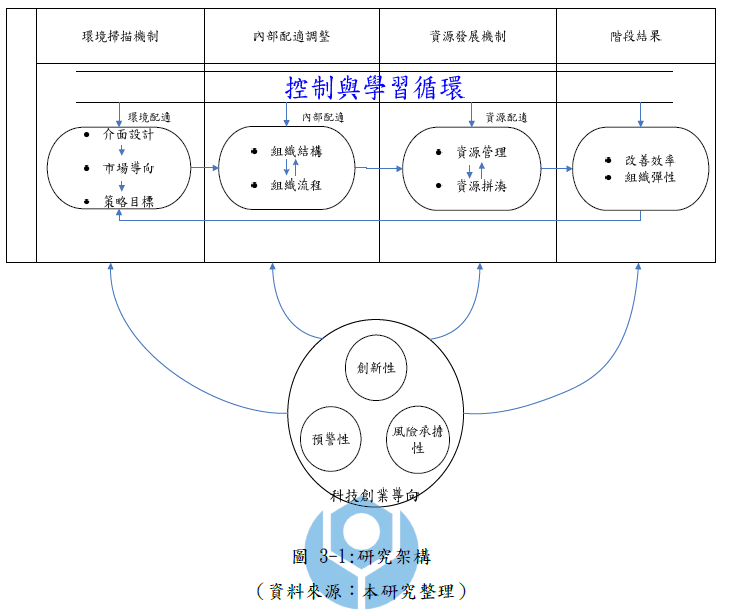 環境掃描機制
內部配適調整
資源發展機制
階段結果
控制與學習循環
環境配適
內部配適
資源配適
• 介面設計
• 市場導向
• 策略目標
• 組織結構
• 組織流程
• 資源管理
• 資源拼湊
• 改善效率
• 組織彈性
創新性
預警性
風險承擔
性
科技創業導向
圖 3-1:研究架構
（資料來源：本研究整理）